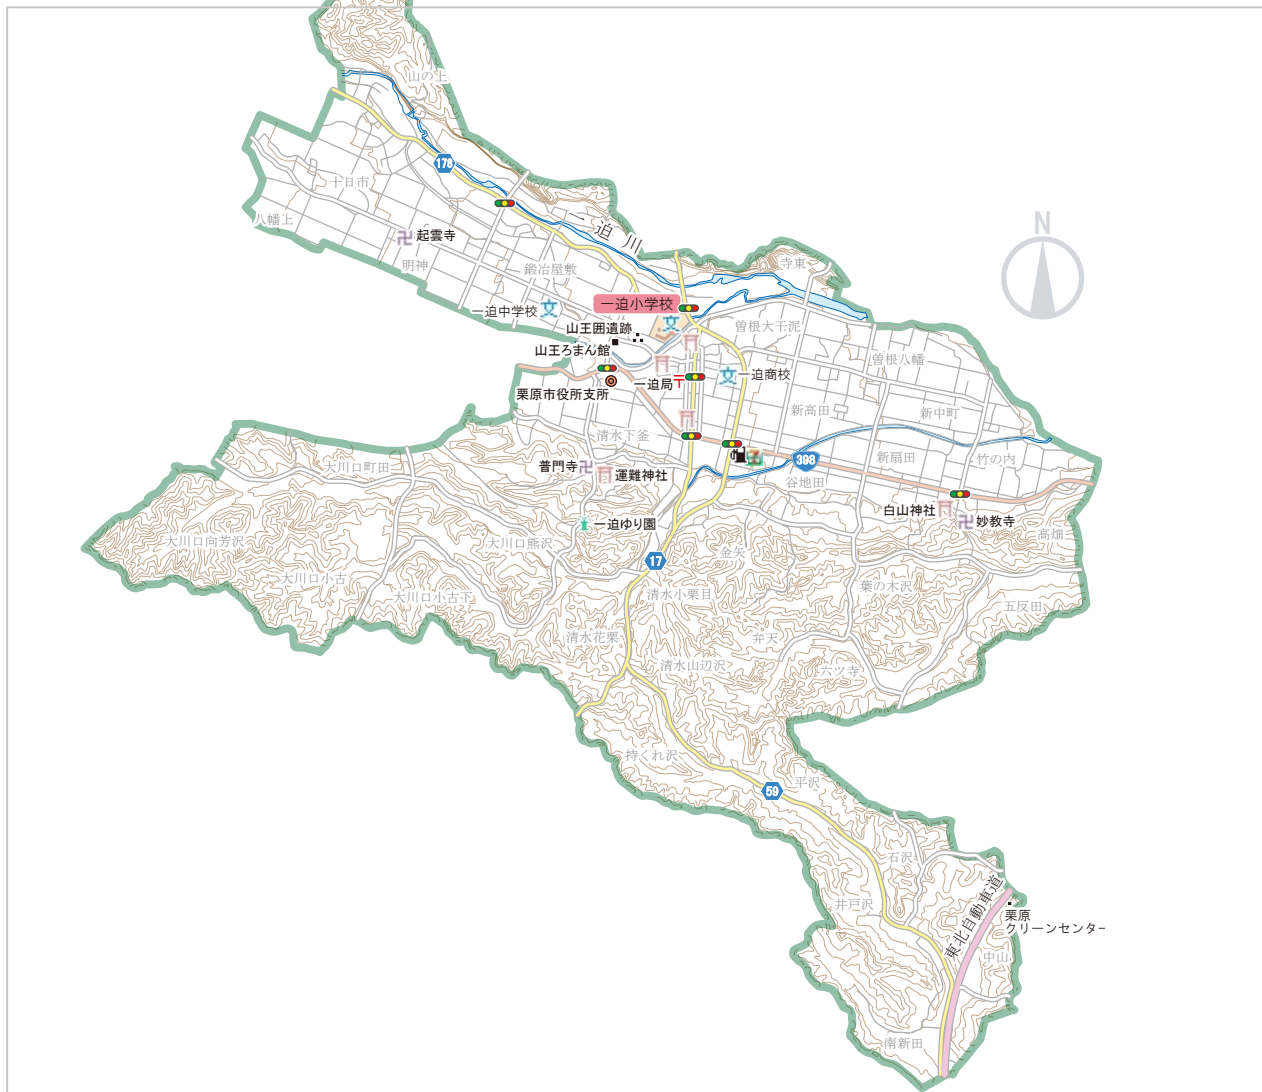 山の上
N
178
十日市
八幡上
一迫川
起雲寺
明神
鍛冶屋敷
寺東
一迫小学校
一迫中学校
山王囲遺跡
曽根大干泥
山王ろまん館
曽根八幡
一迫局
一迫商校
栗原市役所支所
新高田
新中町
清水下釜
398
新扇田
竹の内
大川口町田
普門寺
運難神社
谷地田
白山神社
妙教寺
一迫ゆり園
高畑
大川口向芳沢
大川口熊沢
金矢
17
大川口小古
大川口小古下
葉の木沢
清水小栗目
五反田
清水花栗
弁天
清水山辺沢
六ツ寺
持くれ沢
平沢
59
石沢
井戸沢
東北自動車道
栗原
クリーンセンター
中山
南新田